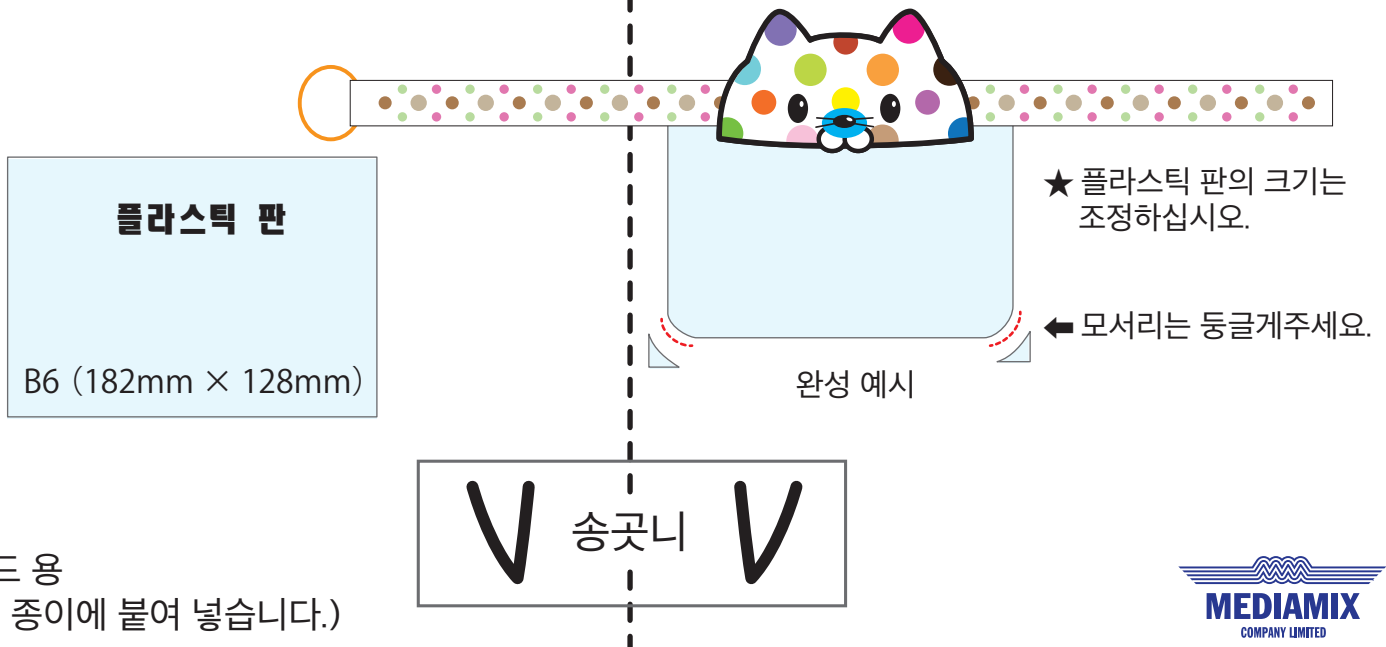 플라스틱 판
B6（182mm × 128mm）
★ 플라스틱 판의 크기는
조정하십시오.
⬅ 모서리는 둥글게주세요.
완성 예시
송곳니
드 용
종이에 붙여 넣습니다.)
MEDIAMIX
COMPANY LIMITED